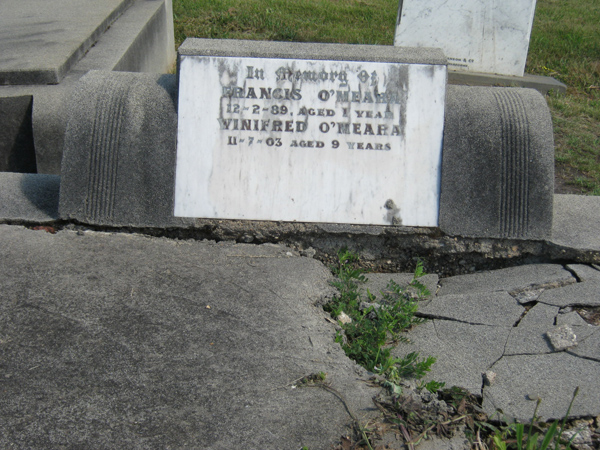 In Memory of
FRANCIS O'MEARA
12-2-89. AGED 1 YEAR
WINIFRED O'MEARA
11-7-03 AGED 9 YEARS